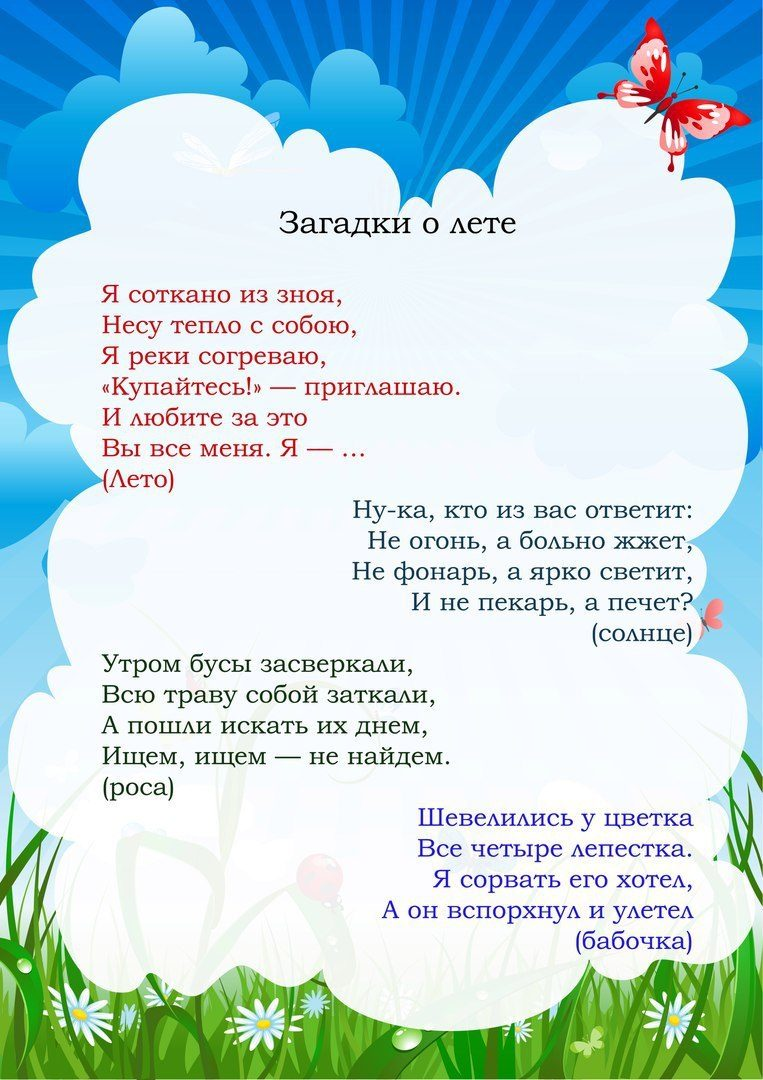 Загадки о лете
Я соткано из зноя,
Несу тепло с собою,
Я реки согреваю,
«Купайтесь!» — приглашаю.
И любите за это
Вы все меня. Я — …
(Лето)
Ну-ка, кто из вас ответит:
Не огонь, а больно жжет,
Не фонарь, а ярко светит,
И не пекарь, а печет?
(солнце)
Утром бусы засверкали,
Всю траву собой заткали,
А пошли искать их днем,
Ищем, ищем — не найдем.
(роса)
Шевелились у цветка
Все четыре лепестка.
Я сорвать его хотел,
А он вспорхнул и улетел
(бабочка)